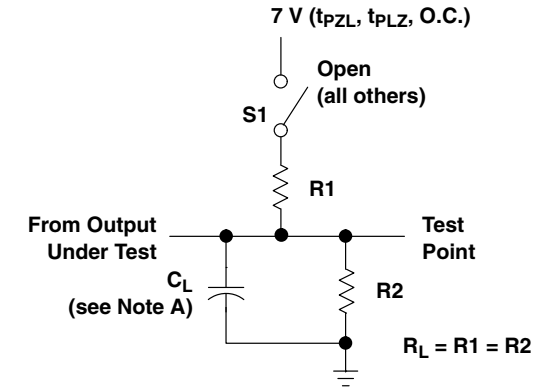 7 V (tPZL, tPLZ, O.C.)
Open
(all others)
S1
R1
From Output
Under Test
Test
Point
CL
(see Note A)
R2
RL = R1 = R2